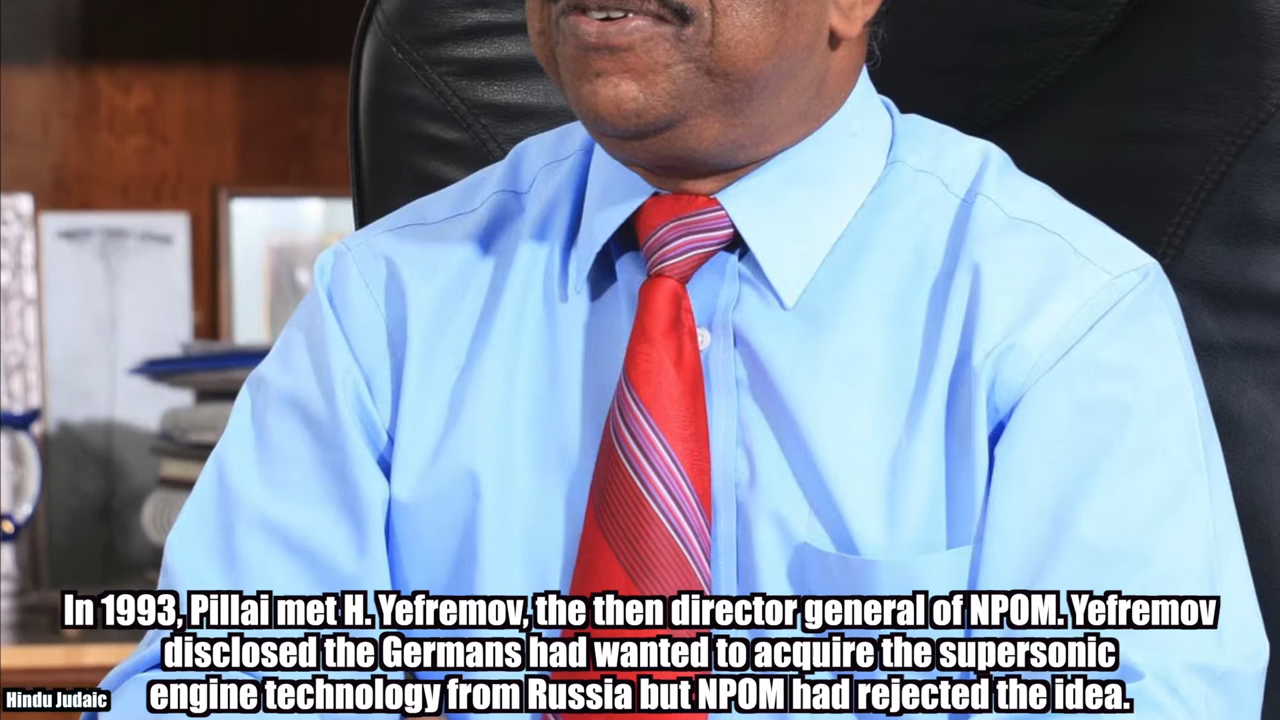 In 1993, Pillai met H. Yefremov, the then director general of NPOM. Yefremov
disclosed the Germans had wanted to acquire the supersonic
engine technology from Russia but NPOM had rejected the idea.
Hindu Judaic